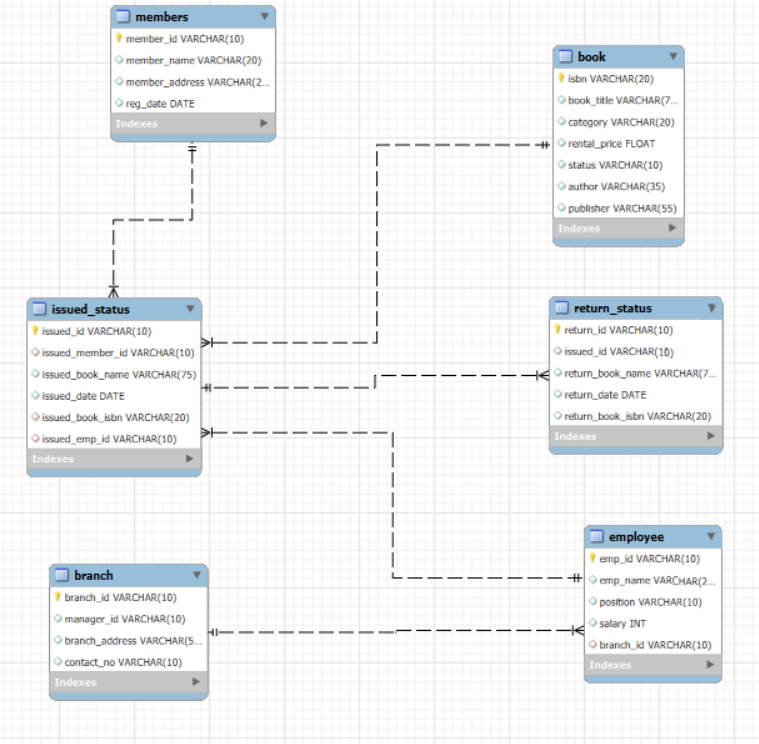 members
member_id VARCHAR(10)
member_name VARCHAR(20)
member_address VARCHAR(2...
reg_date DATE
Indexes
book
isbn VARCHAR(20)
book_title VARCHAR(7...
category VARCHAR(20)
rental_price FLOAT
status VARCHAR(10)
author VARCHAR(35)
publisher VARCHAR(55)
Indexes
issued_status
issued_id VARCHAR(10)
issued_member_id VARCHAR(10)
issued_book_name VARCHAR(75)
issued_date DATE
issued_book_isbn VARCHAR(20)
issued_emp_id VARCHAR(10)
Indexes
return_status
return_id VARCHAR(10)
issued_id VARCHAR(10)
return_book_name VARCHAR(7...
return_date DATE
return_book_isbn VARCHAR(20)
Indexes
branch
branch_id VARCHAR(10)
manager_id VARCHAR(10)
branch_address VARCHAR(5...
contact_no VARCHAR(10)
Indexes
employee
emp_id VARCHAR(10)
emp_name VARCHAR(2...
position VARCHAR(10)
salary INT
branch_id VARCHAR(10)
Indexes